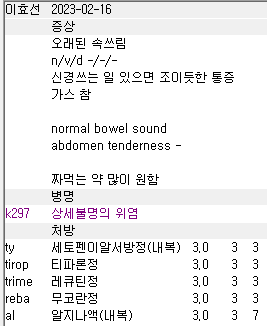 이효선 2023-02-16
증상
오래된 속쓰림
n/v/d -/-/-
신경쓰는 일 있으면 조이듯한 통증
가스 참
normal bowel sound
abdomen tenderness -
짜먹는 약 많이 원함
병명
k297 상세불명의 위염
처방
ty 세토펜이알서방정(내복) 3,0 3 3
tirop 티파론정 3,0 3 3
trime 레큐틴정 3,0 3 3
reba 무코란정 3,0 3 3
al 알지나액(내복) 3,0 3 7